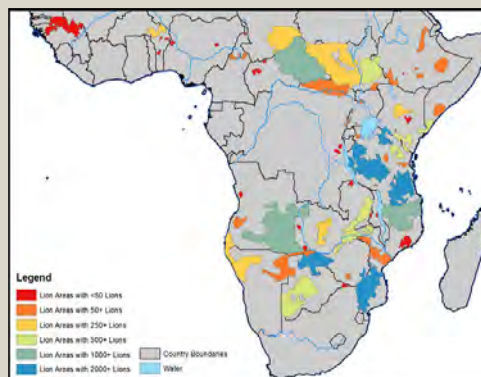 Legend
Lion Areas with <50 Lions
Lion Areas with 50+ Lions
Lion Areas with 250+ Lions
Lion Areas with 500+ Lions
Lion Areas with 1000+ Lions
Lion Areas with 2000+ Lions
Country Boundaries
Water